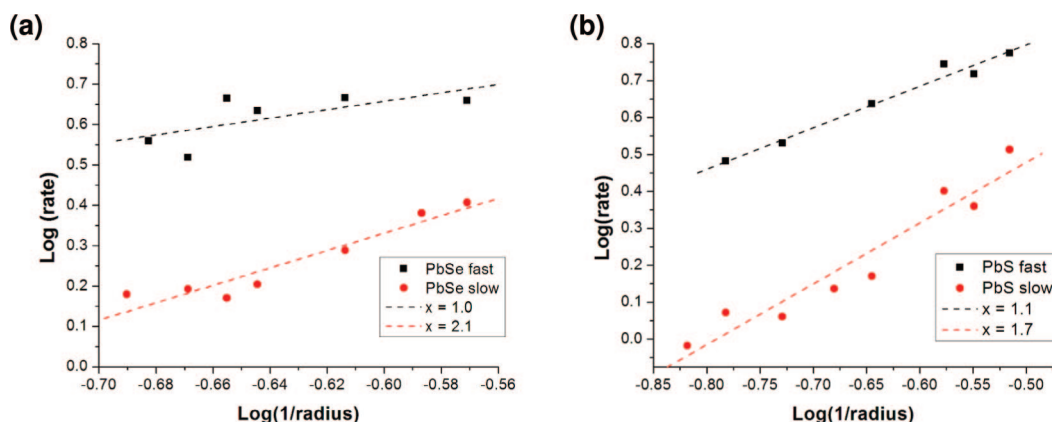 (a)
0.8
0.7
0.6
0.5
0.4
0.3
0.2
0.1
0.0
Log (rate)
PbSe fast
PbSe slow
x = 1.0
x = 2.1
-0.70 -0.68 -0.66 -0.64 -0.62 -0.60 -0.58 -0.56
Log(1/radius)
(b)
0.8
0.7
0.6
0.5
0.4
0.3
0.2
0.1
0.0
Log(rate)
PbS fast
PbS slow
x = 1.1
x = 1.7
-0.85 -0.80 -0.75 -0.70 -0.65 -0.60 -0.55 -0.50
Log(1/radius)